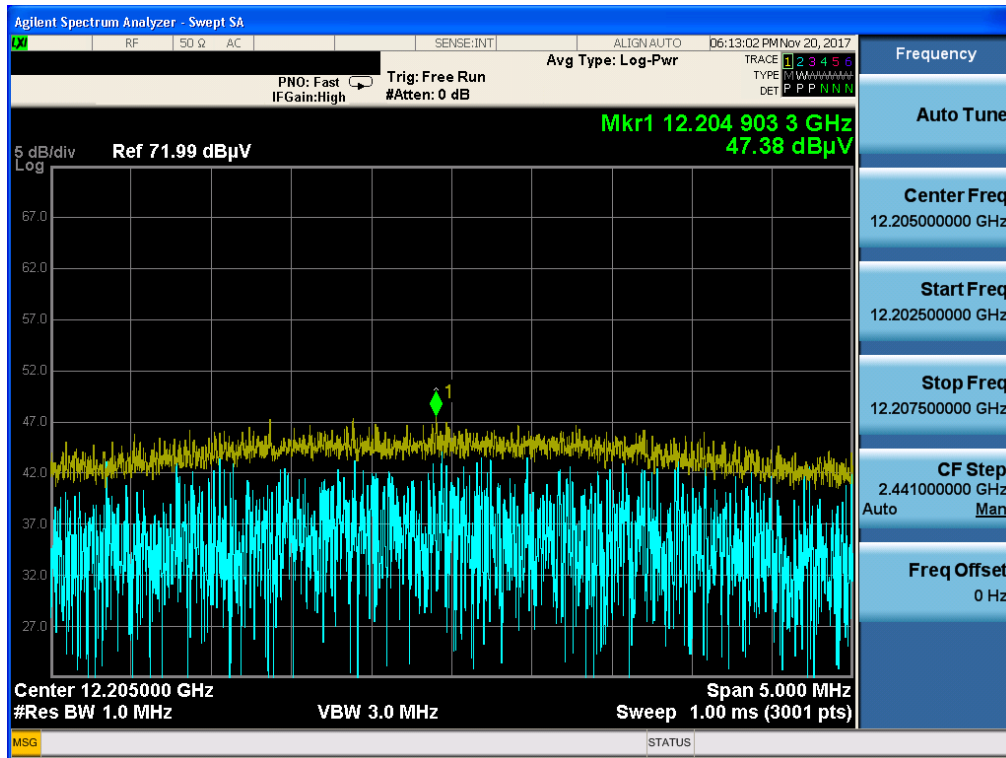 Agilent Spectrum Analyzer - Swept SA
LXI RF 50 Ω AC SENSE:INT ALIGN AUTO 06:13:02 PM Nov 20, 2017
Avg Type: Log-Pwr TRACE 1 2 3 4 5 6
PNO: Fast Trig: Free Run TYPE M W W W W W
IFGain:High #Atten: 0 dB DET P P P N N N
Mkr1 12.204 903 3 GHz
47.38 dBµV
5 dB/div Ref 71.99 dBµV
Log
67.0
62.0
57.0
52.0
1
47.0
42.0
37.0
32.0
27.0
Center 12.205000 GHz Span 5.000 MHz
#Res BW 1.0 MHz VBW 3.0 MHz Sweep 1.00 ms (3001 pts)
MSG STATUS
Frequency
Auto Tune
Center Freq
12.205000000 GHz
Start Freq
12.202500000 GHz
Stop Freq
12.207500000 GHz
CF Step
2.441000000 GHz
Auto Man
Freq Offset
0 Hz